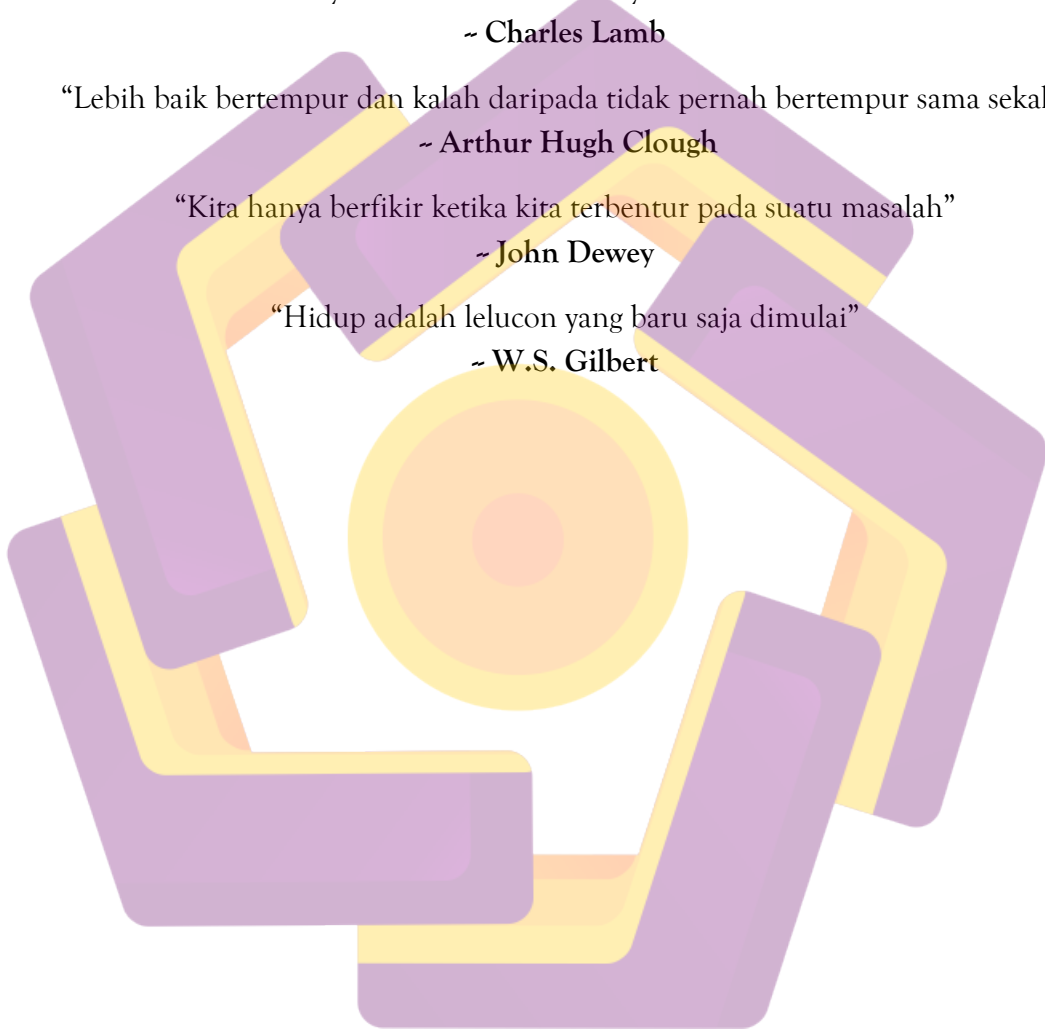 ~ Charles Lamb
“Lebih baik bertempur dan kalah daripada tidak pernah bertempur sama
~ Arthur Hugh Clough
“Kita hanya berfikir ketika kita terbentur pada suatu masalah”
~ John Dewey
“Hidup adalah lelucon yang baru saja dimulai”
~ W.S. Gilbert